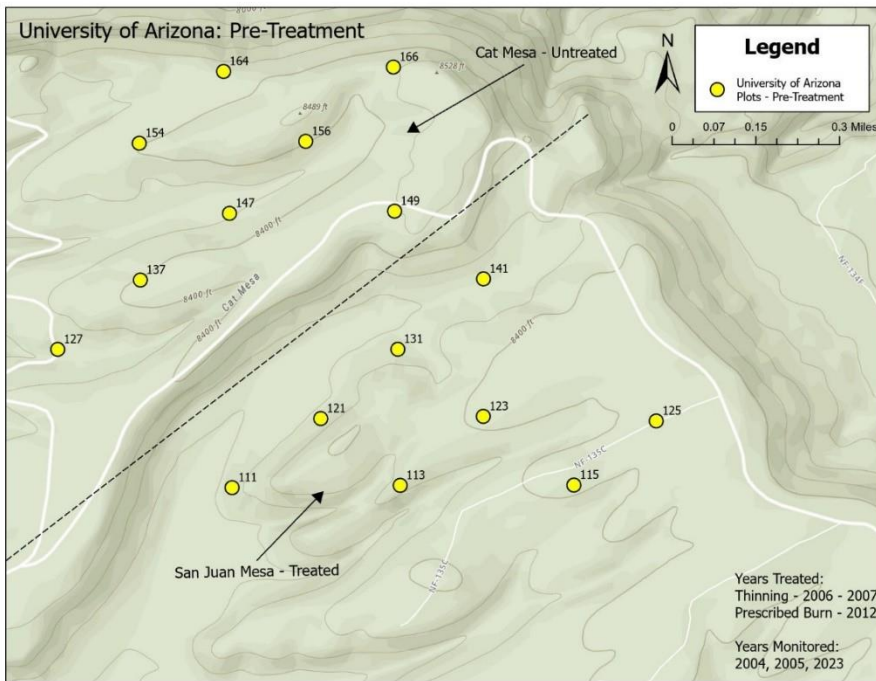 University of Arizona: Pre-Treatment
8000 ft
164
166
8528 ft
Cat Mesa - Untreated
N
Legend
University of Arizona
Plots - Pre-Treatment
0 0.07 0.15 0.3 Miles
8489 ft
154
156
147
149
8400 ft
137
141
8400 ft
Cat Mesa
8400 ft
NF-134F
127
131
8400 ft
121
123
125
NF-135C
111
113
115
San Juan Mesa - Treated
NF-135C
Years Treated:
Thinning - 2006 - 2007
Prescribed Burn - 2012
Years Monitored:
2004, 2005, 2023